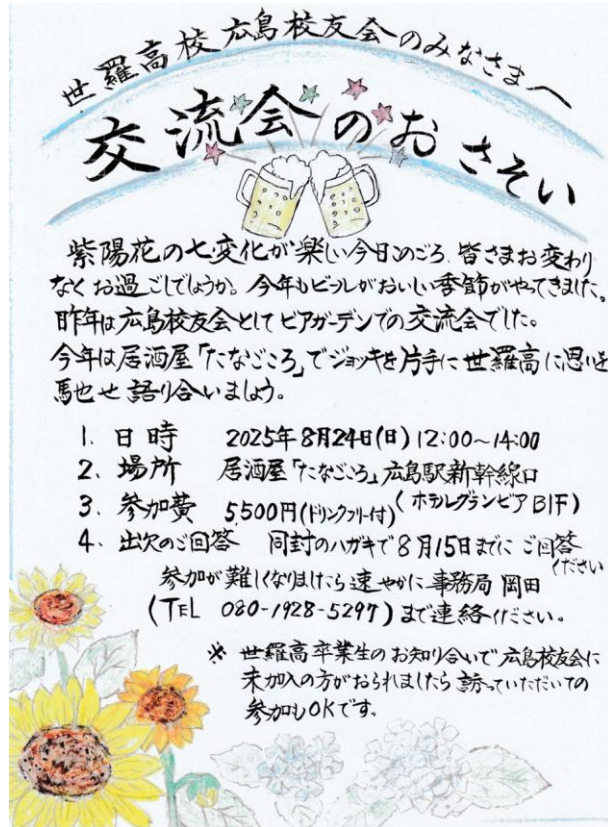 世羅高校広島校友会のみなさまへ
交流会のおさそい
紫陽花の七変化が楽しい今日このごろ、皆さまお変わり
なくお過ごしでしょうか。今年もビールがおいしい季節がやってきました。
昨年は広島校友会としてビアガーデンでの交流会でした。
今年は居酒屋「たなごころ」でジョッキを片手に世羅高に思いを
馳せ語り合いましょう。
1. 日時 2025年8月24日(日) 12:00～14:00
2. 場所 居酒屋「たなごころ」広島駅新幹線口
(ホテルグランビアB1F)
3. 参加費 5500円(ドリンクフリー付)
4. 出欠のご回答 同封のハガキで8月15日までにご回答
ください
参加が難しくなりましたら速やかに事務局 岡田
(TEL 080-1928-5297)まで連絡ください。
※ 世羅高卒業生のお知り合いで広島校友会に
未加入の方がおられましたら誘っていただいての
参加もOKです。